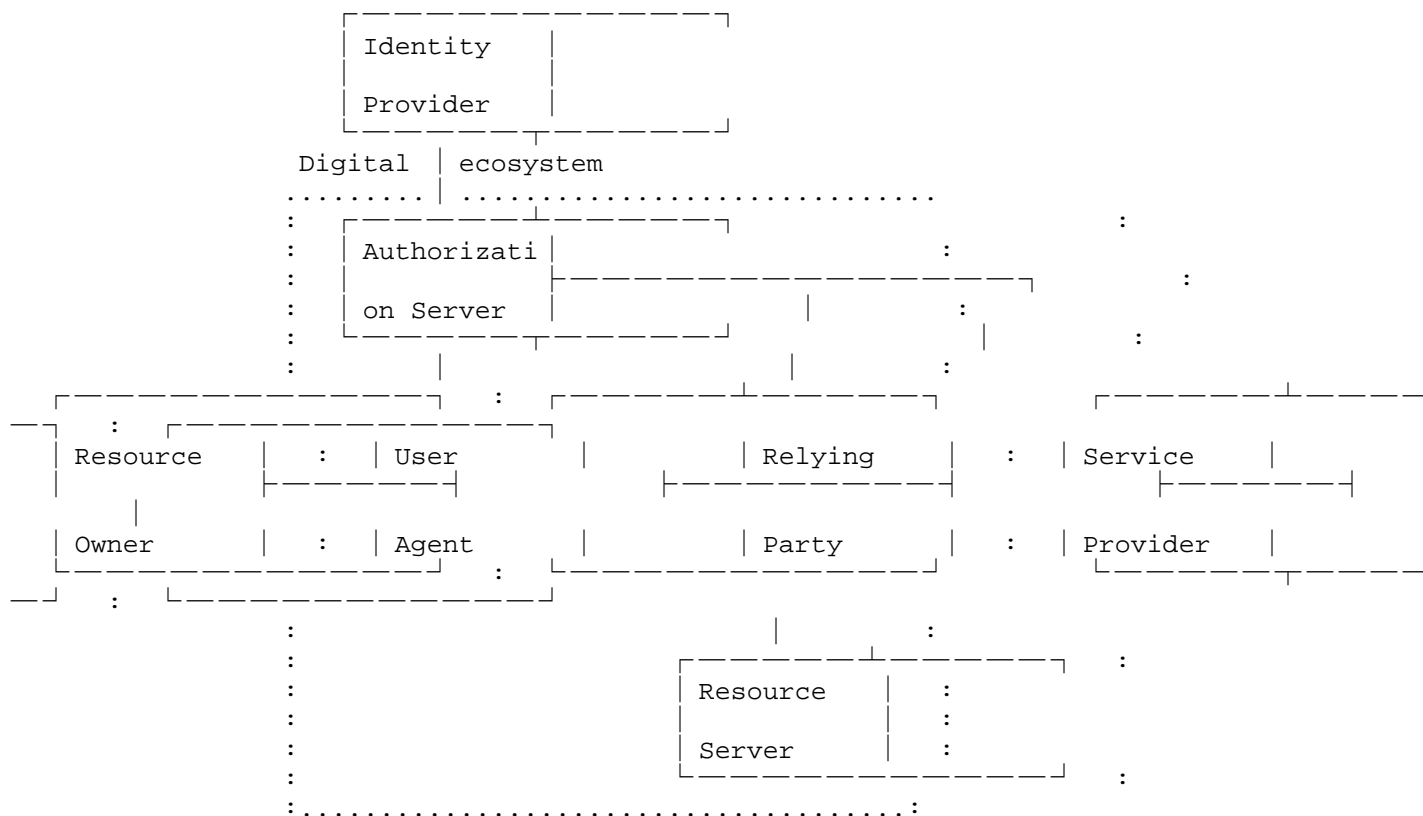 Identity
Provider
Digital ecosystem
Authorizati
on Server
Resource User Relying Service
Owner Agent Party Provider
Resource
Server